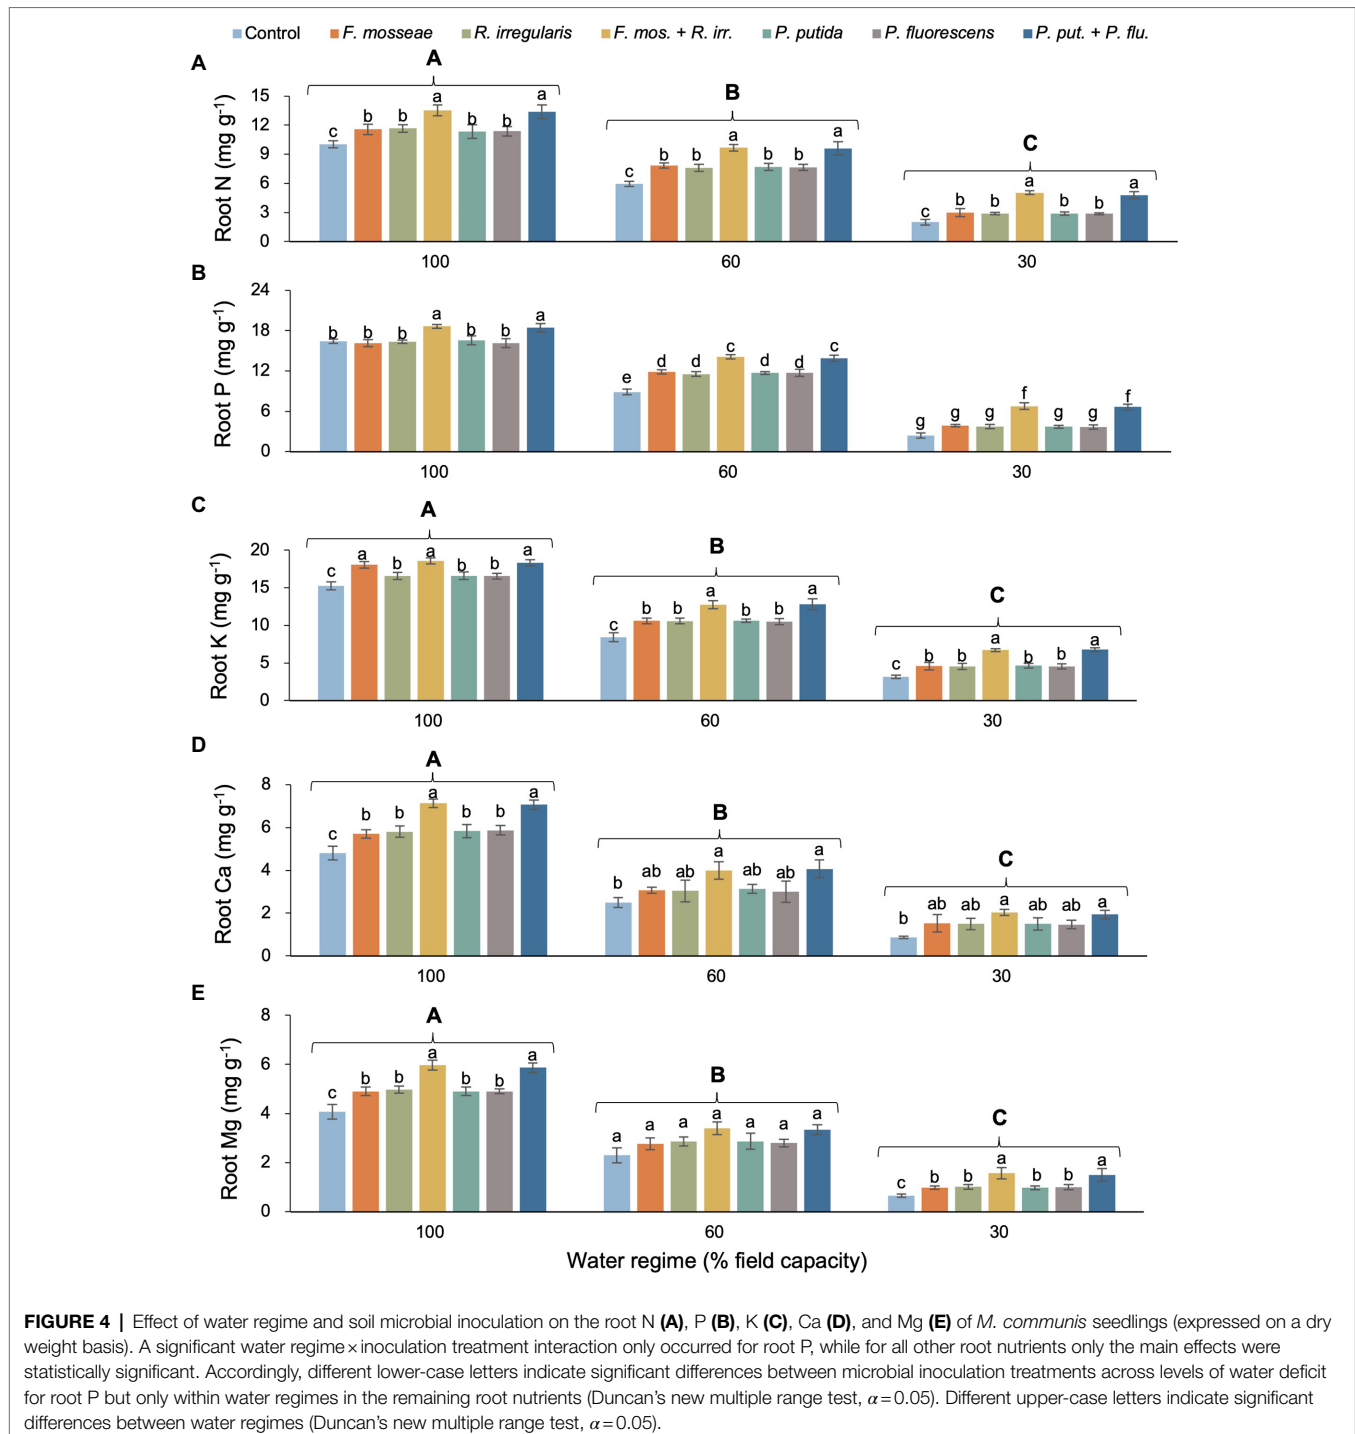 Control F. mosseae R. irregularis F. mos. + R. irr. P. putida P. fluorescens P. put. + P. flu.
A
A
B
C
Root N (mg g⁻¹)
15
12
9
6
3
0
c b b a b b a
c b b a b b a
c b b a b b a
100 60 30
B
Root P (mg g⁻¹)
24
18
12
6
0
b b b a b b a
e d d c d d c
g g g f g g f
100 60 30
C
A
B
C
Root K (mg g⁻¹)
20
15
10
5
0
c a b a b b a
c b b a b b a
c b b a b b a
100 60 30
D
A
B
C
Root Ca (mg g⁻¹)
8
6
4
2
0
c b b a b b a
b ab ab a ab ab a
b ab ab a ab ab a
100 60 30
E
A
B
C
Root Mg (mg g⁻¹)
8
6
4
2
0
c b b a b b a
a a a a a a a
c b b a b b a
100 60 30
Water regime (% field capacity)
FIGURE 4 | Effect of water regime and soil microbial inoculation on the root N (A), P (B), K (C), Ca (D), and Mg (E) of M. communis seedlings (expressed on a dry
weight basis). A significant water regime × inoculation treatment interaction only occurred for root P, while for all other root nutrients only the main effects were
statistically significant. Accordingly, different lower-case letters indicate significant differences between microbial inoculation treatments across levels of water deficit
for root P but only within water regimes in the remaining root nutrients (Duncan's new multiple range test, α = 0.05). Different upper-case letters indicate significant
differences between water regimes (Duncan's new multiple range test, α = 0.05).